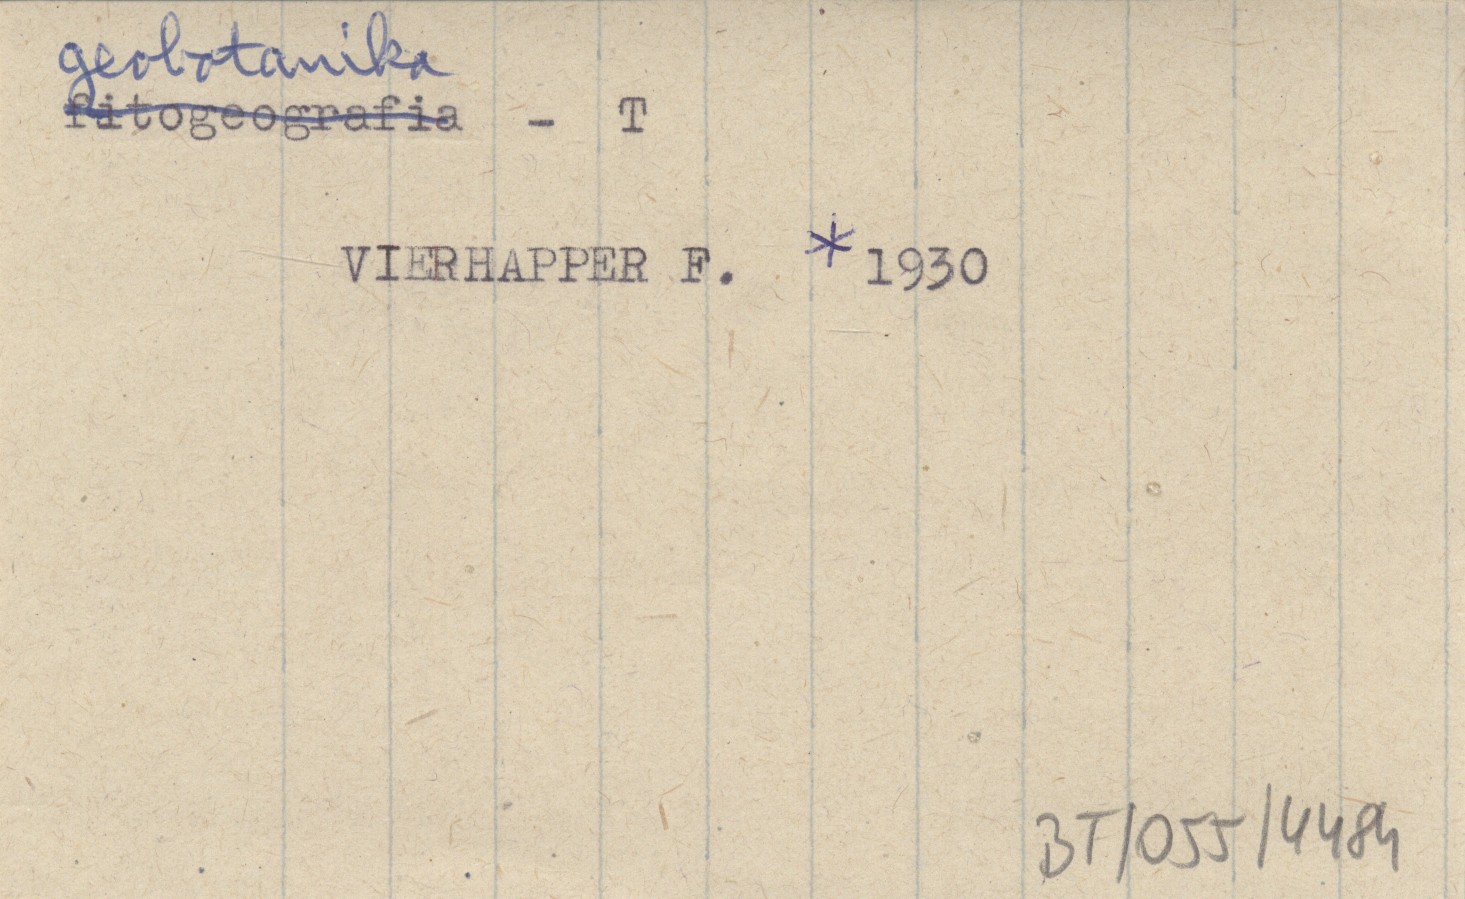 geobotanika
fitogeografia - T
VIERHAPPER F. * 1930
BT/055/4484